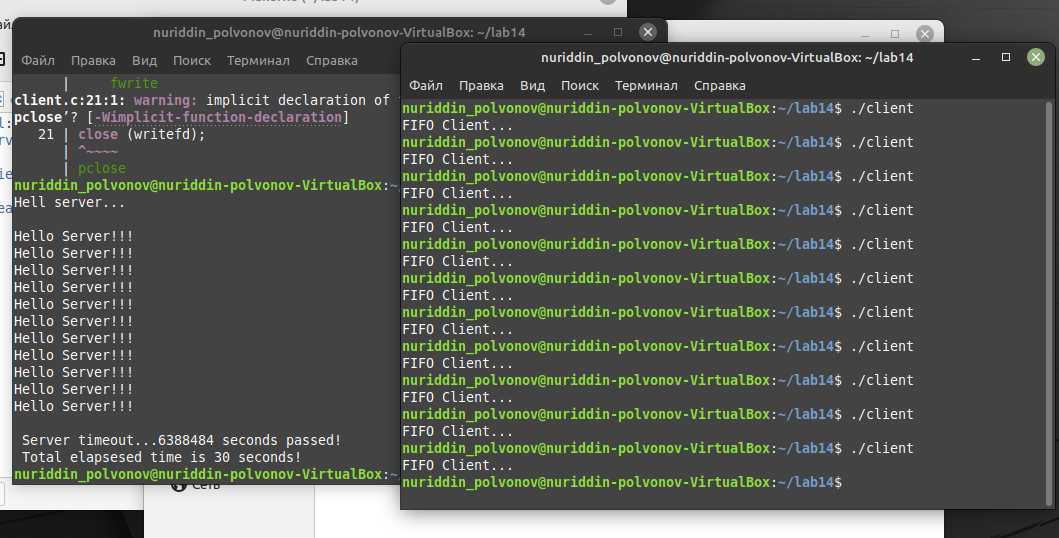 nuriddin_polvonov@nuriddin-polvonov-VirtualBox: ~/lab14
Файл Правка Вид Поиск Терминал Справка
| fwrite
client.c:21:1: warning: implicit declaration of
pclose’? [-Wimplicit-function-declaration]
21 | close (writefd);
| ^~~~~
| pclose
nuriddin_polvonov@nuriddin-polvonov-VirtualBox:~
Hell server...
Hello Server!!!
Hello Server!!!
Hello Server!!!
Hello Server!!!
Hello Server!!!
Hello Server!!!
Hello Server!!!
Hello Server!!!
Hello Server!!!
Hello Server!!!
Hello Server!!!
Server timeout...6388484 seconds passed!
Total elapsesed time is 30 seconds!
nuriddin_polvonov@nuriddin-polvonov-VirtualBox:~
Сеть
nuriddin_polvonov@nuriddin-polvonov-VirtualBox: ~/lab14
Файл Правка Вид Поиск Терминал Справка
nuriddin_polvonov@nuriddin-polvonov-VirtualBox:~/lab14$ ./client
FIFO Client...
nuriddin_polvonov@nuriddin-polvonov-VirtualBox:~/lab14$ ./client
FIFO Client...
nuriddin_polvonov@nuriddin-polvonov-VirtualBox:~/lab14$ ./client
FIFO Client...
nuriddin_polvonov@nuriddin-polvonov-VirtualBox:~/lab14$ ./client
FIFO Client...
nuriddin_polvonov@nuriddin-polvonov-VirtualBox:~/lab14$ ./client
FIFO Client...
nuriddin_polvonov@nuriddin-polvonov-VirtualBox:~/lab14$ ./client
FIFO Client...
nuriddin_polvonov@nuriddin-polvonov-VirtualBox:~/lab14$ ./client
FIFO Client...
nuriddin_polvonov@nuriddin-polvonov-VirtualBox:~/lab14$ ./client
FIFO Client...
nuriddin_polvonov@nuriddin-polvonov-VirtualBox:~/lab14$ ./client
FIFO Client...
nuriddin_polvonov@nuriddin-polvonov-VirtualBox:~/lab14$ ./client
FIFO Client...
nuriddin_polvonov@nuriddin-polvonov-VirtualBox:~/lab14$ ./client
FIFO Client...
nuriddin_polvonov@nuriddin-polvonov-VirtualBox:~/lab14$